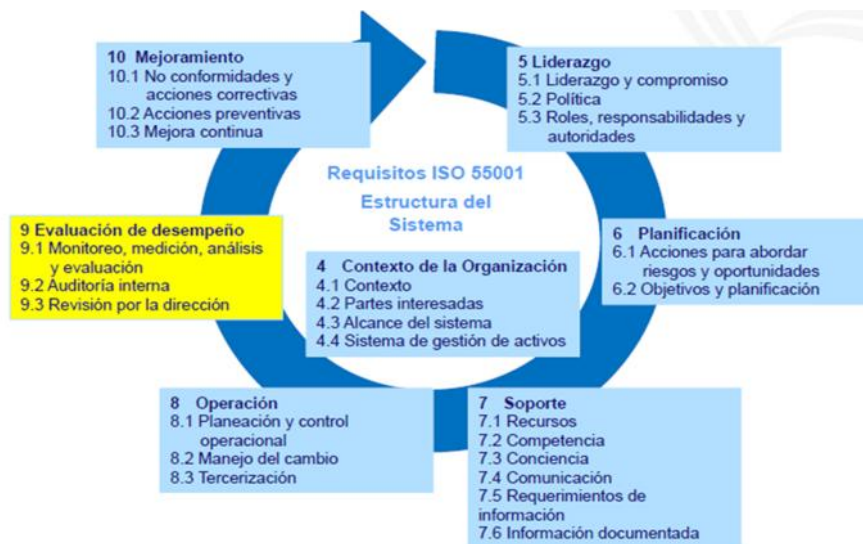 10 Mejoramiento
10.1 No conformidades y
acciones correctivas
10.2 Acciones preventivas
10.3 Mejora continua
5 Liderazgo
5.1 Liderazgo y compromiso
5.2 Política
5.3 Roles, responsabilidades y
autoridades
Requisitos ISO 55001
Estructura del
Sistema
9 Evaluación de desempeño
9.1 Monitoreo, medición, análisis
y evaluación
9.2 Auditoría interna
9.3 Revisión por la dirección
6 Planificación
6.1 Acciones para abordar
riesgos y oportunidades
6.2 Objetivos y planificación
4 Contexto de la Organización
4.1 Contexto
4.2 Partes interesadas
4.3 Alcance del sistema
4.4 Sistema de gestión de activos
8 Operación
8.1 Planeación y control
operacional
8.2 Manejo del cambio
8.3 Tercerización
7 Soporte
7.1 Recursos
7.2 Competencia
7.3 Conciencia
7.4 Comunicación
7.5 Requerimientos de
información
7.6 Información documentada